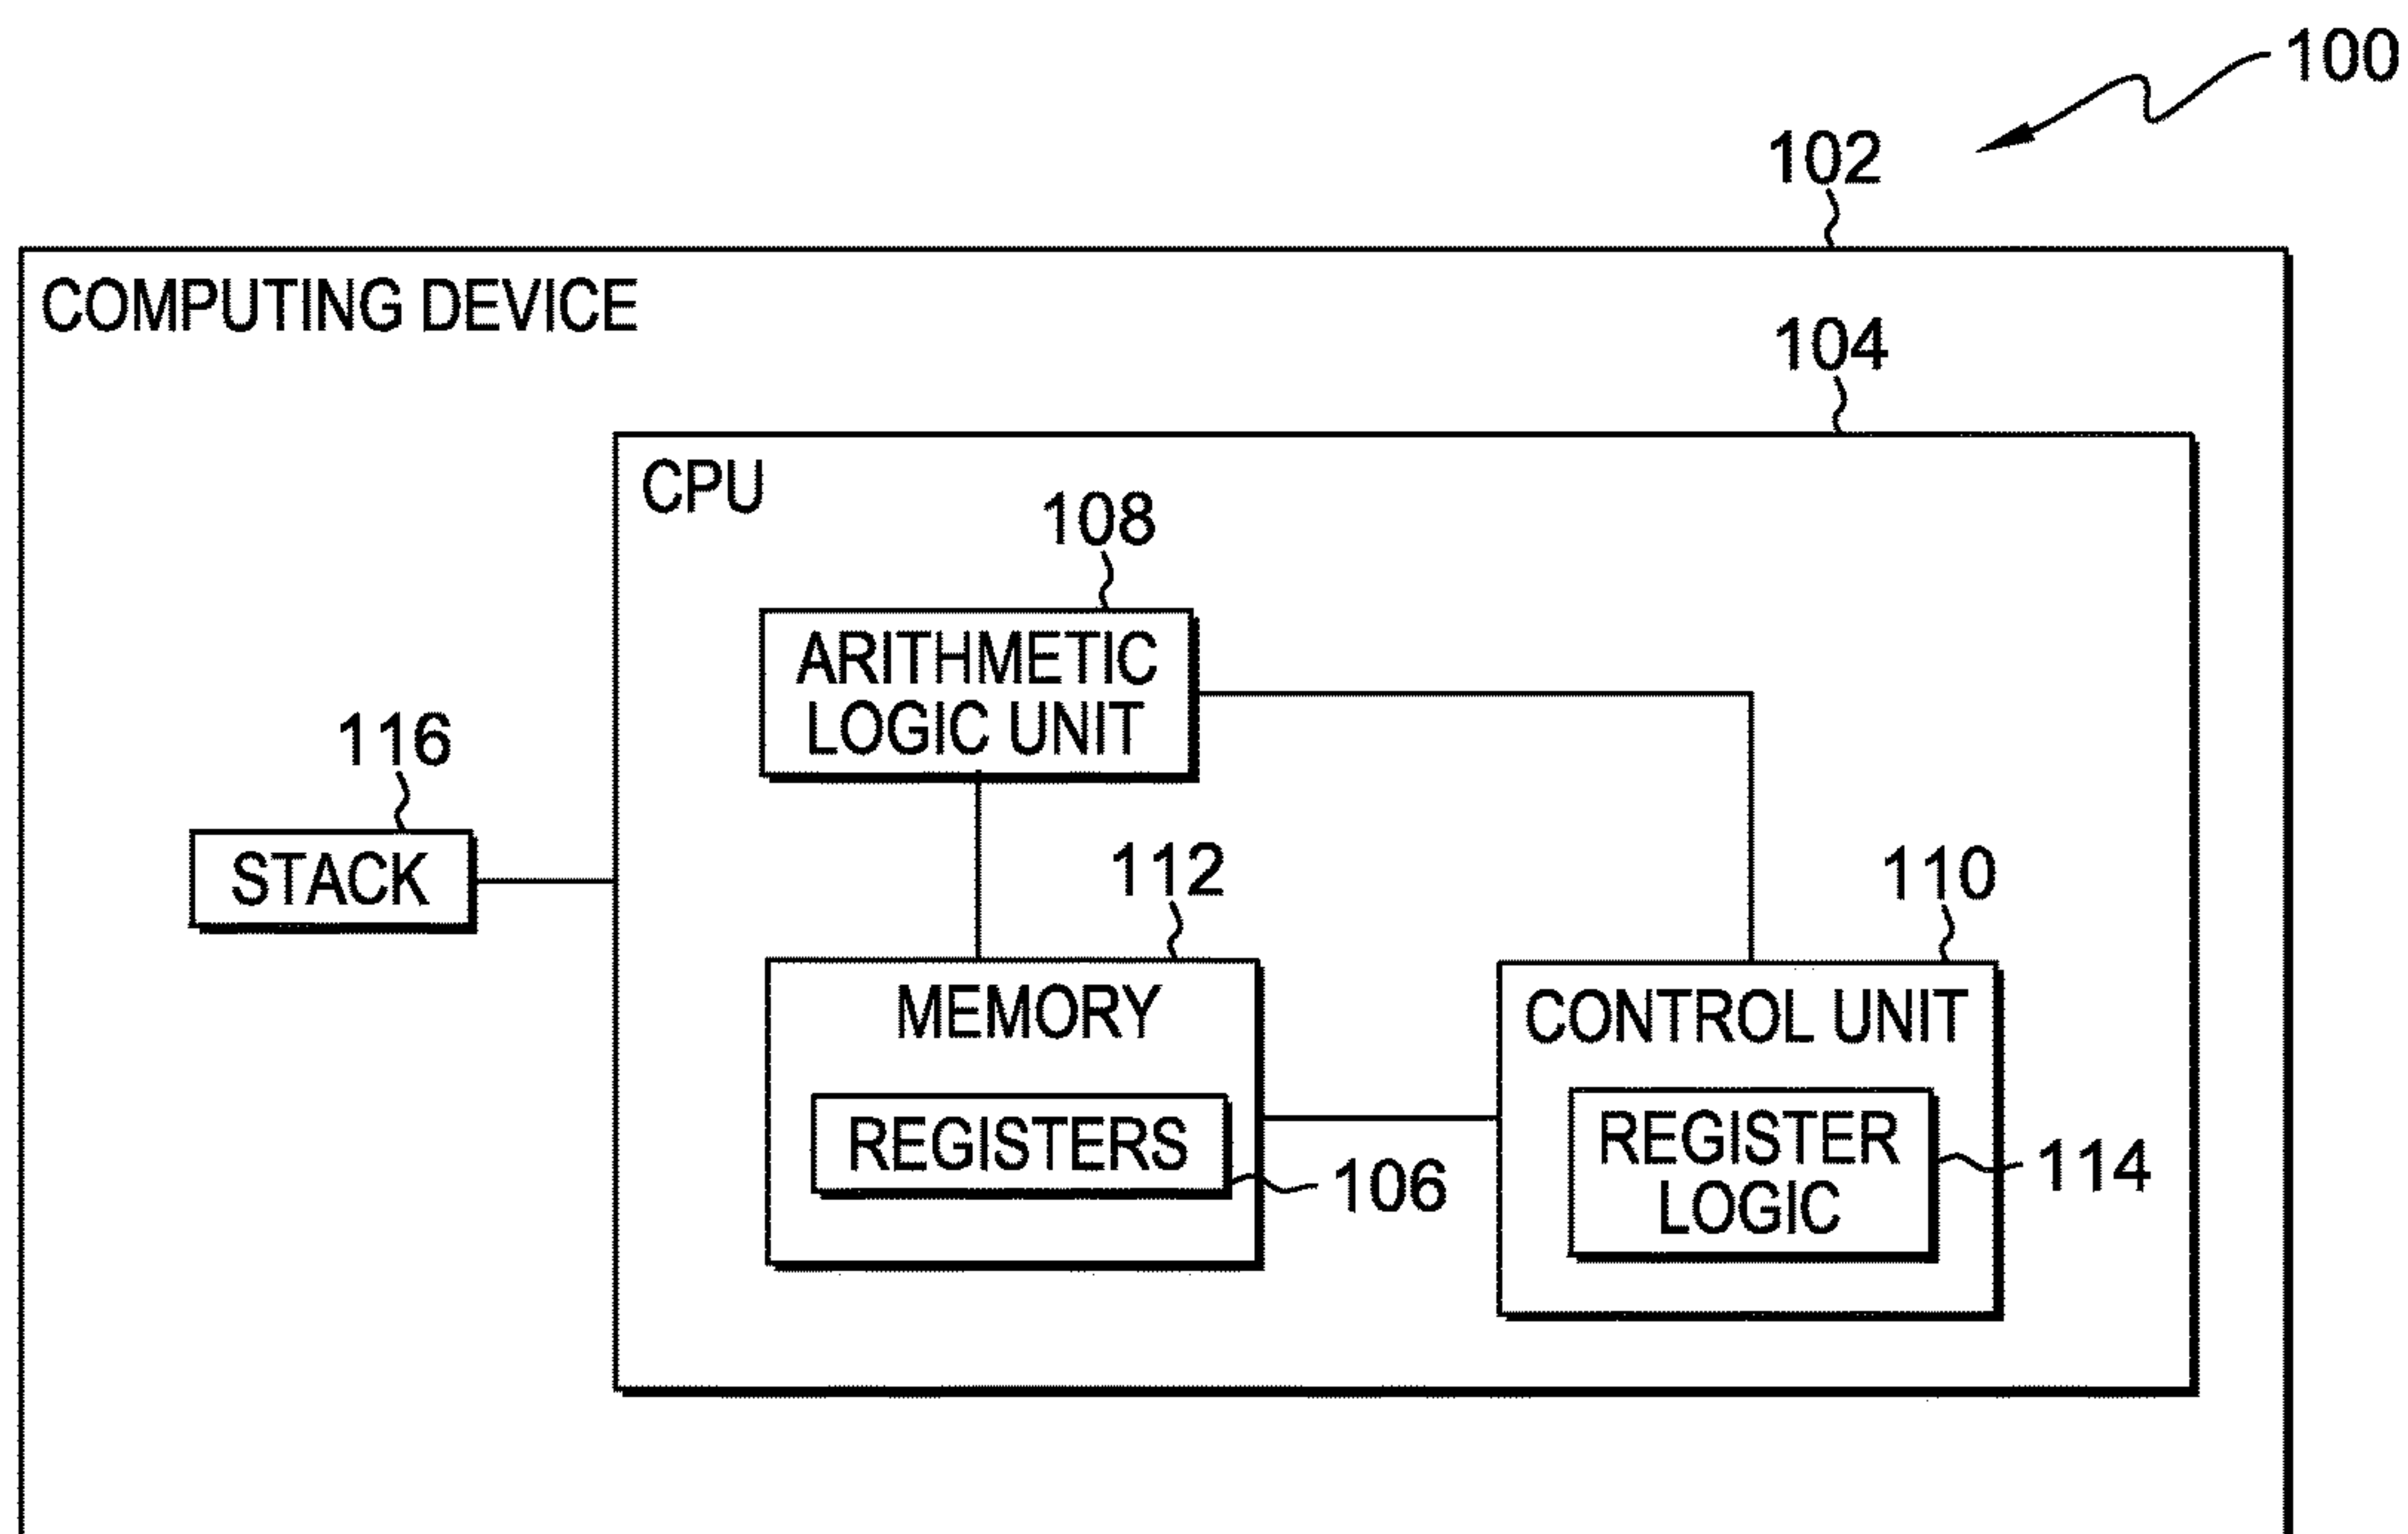 100
102
COMPUTING DEVICE
104
CPU
108
ARITHMETIC
LOGIC UNIT
116
STACK
112
MEMORY
REGISTERS
106
110
CONTROL UNIT
REGISTER
LOGIC
114